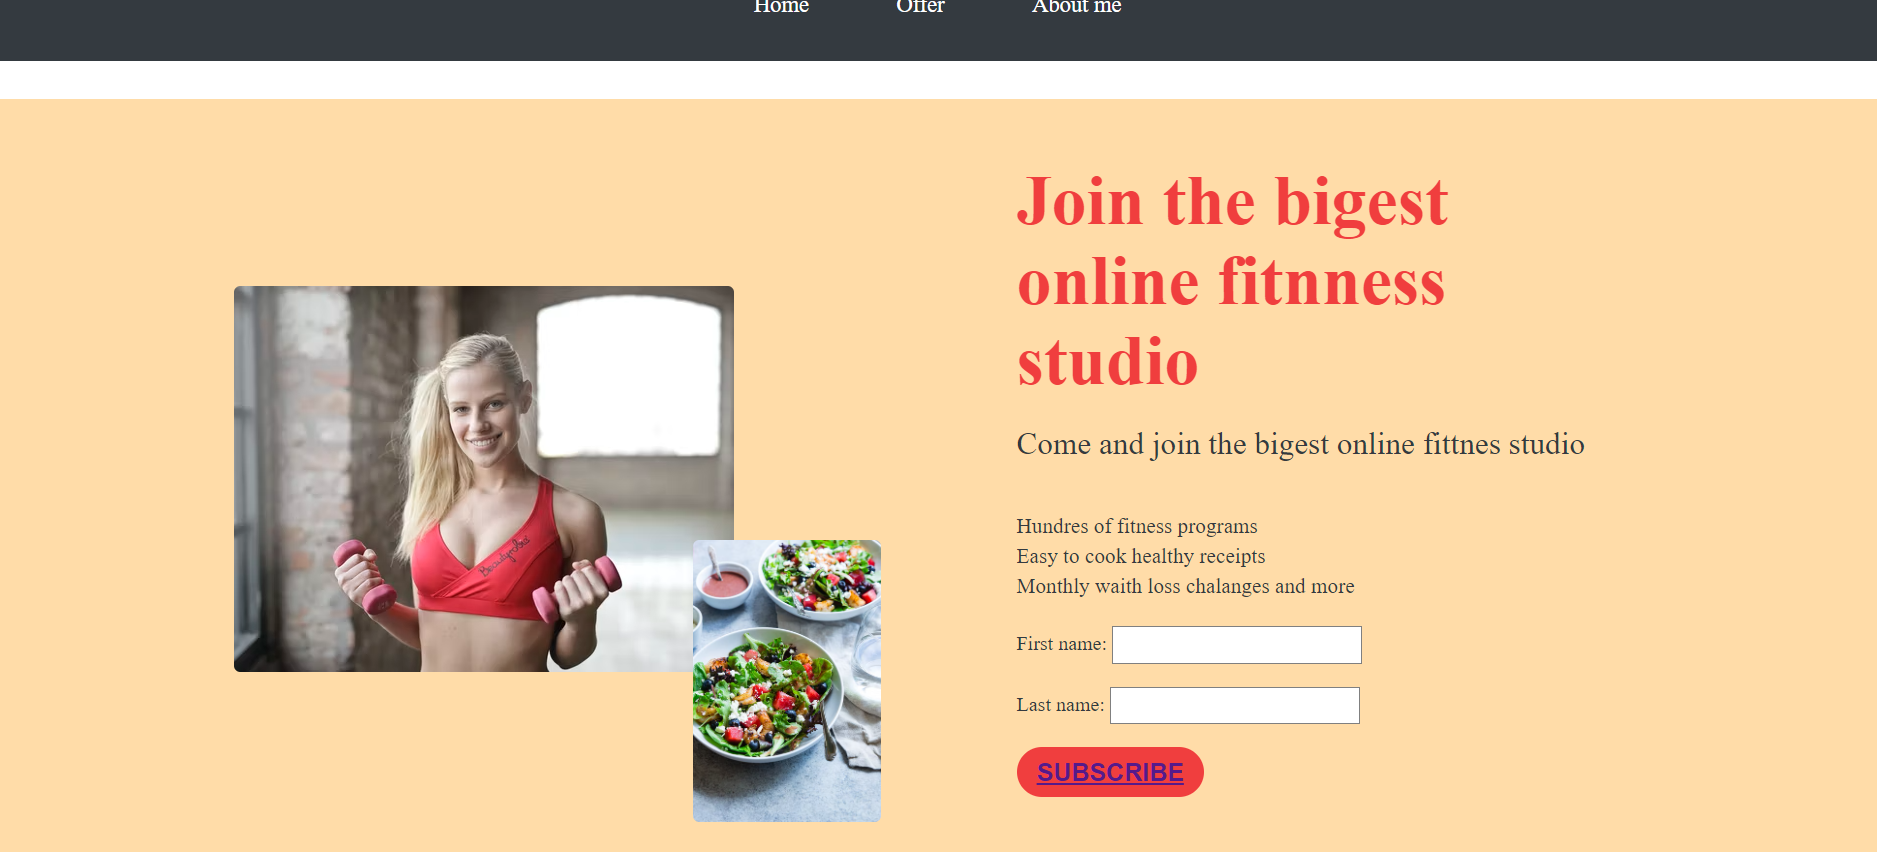 Home Offer About me
Join the bigest
online fitnness
studio
Come and join the bigest online fittnes studio
Hundres of fitness programs
Easy to cook healthy receipts
Monthly waith loss chalanges and more
First name:
Last name:
SUBSCRIBE